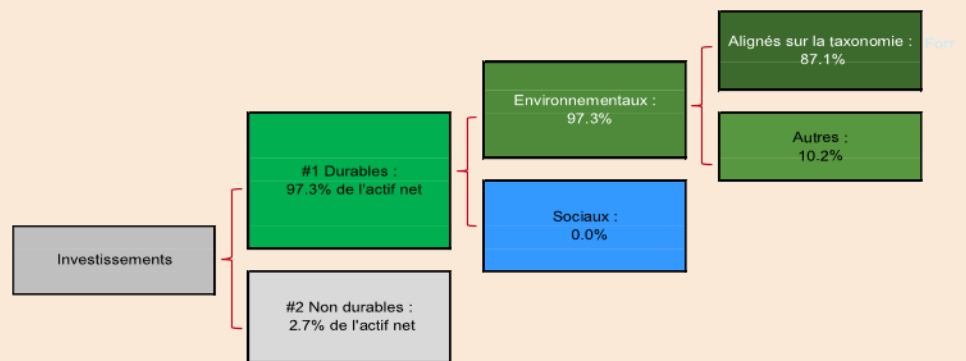 Alignés sur la taxonomie :
87.1%
Environnementaux :
97.3%
Autres :
10.2%
#1 Durables :
97.3% de l'actif net
Sociaux :
0.0%
Investissements
#2 Non durables :
2.7% de l'actif net